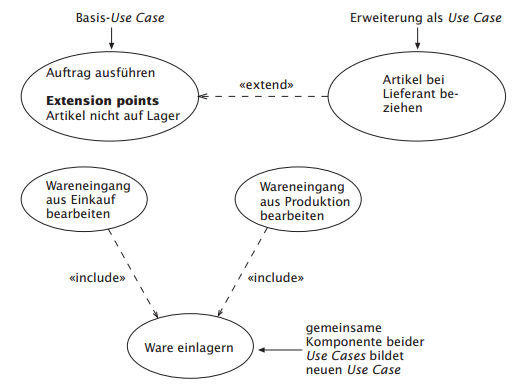 Basis-Use Case
Erweiterung als Use Case
Auftrag ausführen
Extension points
Artikel nicht auf Lager
«extend»
Artikel bei
Lieferant be-
ziehen
Wareneingang
aus Einkauf
bearbeiten
Wareneingang
aus Produktion
bearbeiten
«include»
«include»
Ware einlagern
gemeinsame
Komponente beider
Use Cases bildet
neuen Use Case